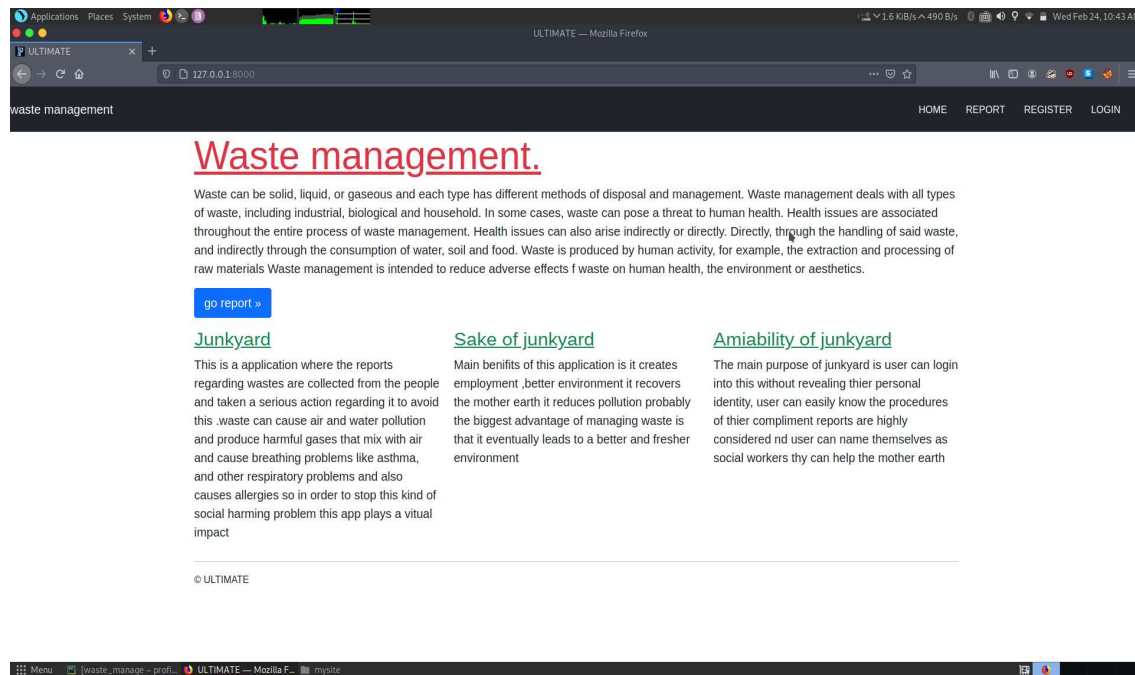 Applications Places System 1.6 KiB/s 490 B/s Wed Feb 24, 10:43 AM
ULTIMATE — Mozilla Firefox
ULTIMATE × +
127.0.0.1:8000
waste management HOME REPORT REGISTER LOGIN
Waste management.
Waste can be solid, liquid, or gaseous and each type has different methods of disposal and management. Waste management deals with all types
of waste, including industrial, biological and household. In some cases, waste can pose a threat to human health. Health issues are associated
throughout the entire process of waste management. Health issues can also arise indirectly or directly. Directly, through the handling of said waste,
and indirectly through the consumption of water, soil and food. Waste is produced by human activity, for example, the extraction and processing of
raw materials Waste management is intended to reduce adverse effects f waste on human health, the environment or aesthetics.
go report »
Junkyard
This is a application where the reports
regarding wastes are collected from the people
and taken a serious action regarding it to avoid
this .waste can cause air and water pollution
and produce harmful gases that mix with air
and cause breathing problems like asthma,
and other respiratory problems and also
causes allergies so in order to stop this kind of
social harming problem this app plays a vitual
impact
Sake of junkyard
Main benifits of this application is it creates
employment ,better environment it recovers
the mother earth it reduces pollution probably
the biggest advantage of managing waste is
that it eventually leads to a better and fresher
environment
Amiability of junkyard
The main purpose of junkyard is user can login
into this without revealing thier personal
identity, user can easily know the procedures
of thier compliment reports are highly
considered nd user can name themselves as
social workers thy can help the mother earth
© ULTIMATE
Menu [waste_manage – profi... ULTIMATE — Mozilla F... mysite